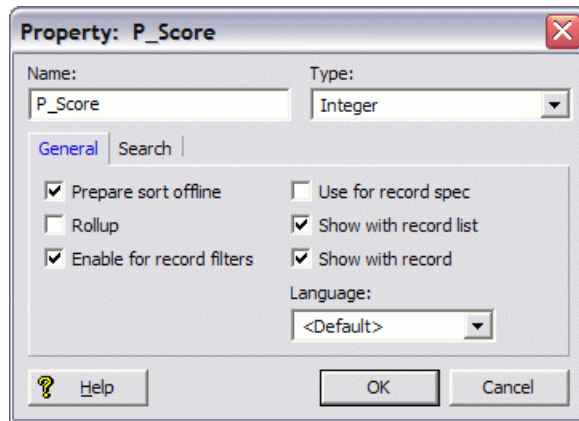 Property: P_Score
Name:
Type:
P_Score
Integer
General
Search
Prepare sort offline
Use for record spec
Rollup
Show with record list
Enable for record filters
Show with record
Language:
<Default>
Help
OK
Cancel